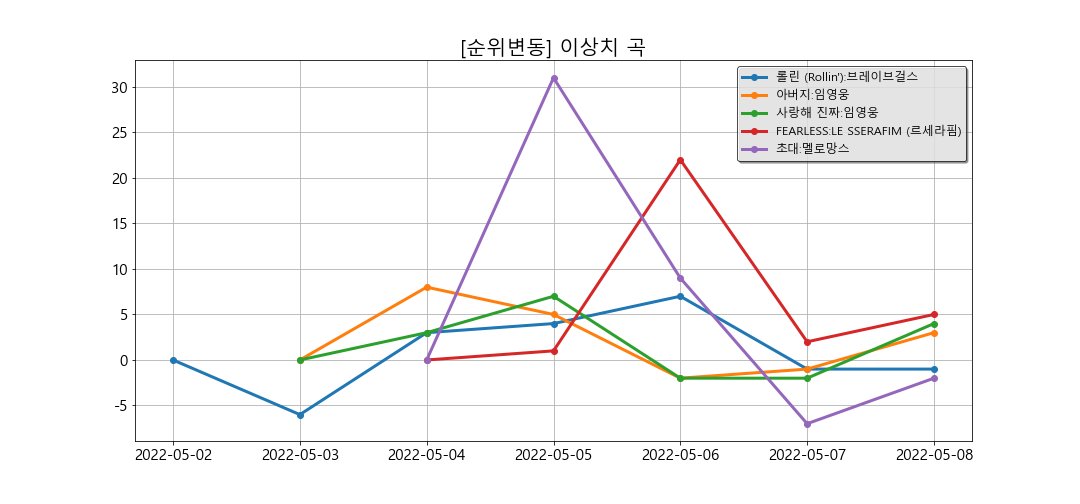 [순위변동] 이상치 곡
롤린 (Rollin'):브레이브걸스
아버지:임영웅
사랑해 진짜:임영웅
FEARLESS:LE SSERAFIM (르세라핌)
초대:멜로망스
30
25
20
15
10
5
0
-5
2022-05-02 2022-05-03 2022-05-04 2022-05-05 2022-05-06 2022-05-07 2022-05-08